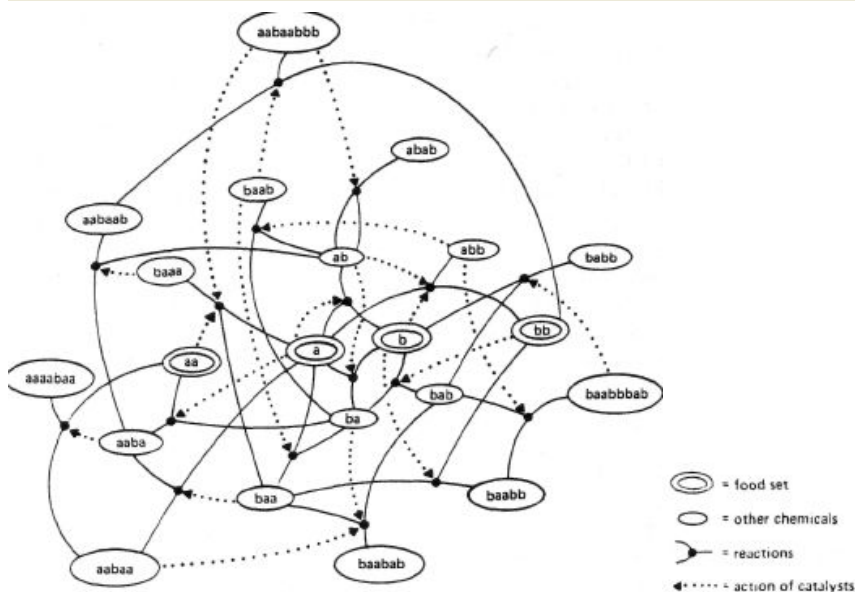 aabaabbb
abab
baab
aabaab
ab
abb
babb
baaa
a
b
bb
aa
aaaabaa
ba
bab
baabbbab
aaba
baa
baabb
aabaa
baabab
= food set
= other chemicals
= reactions
= action of catalysts